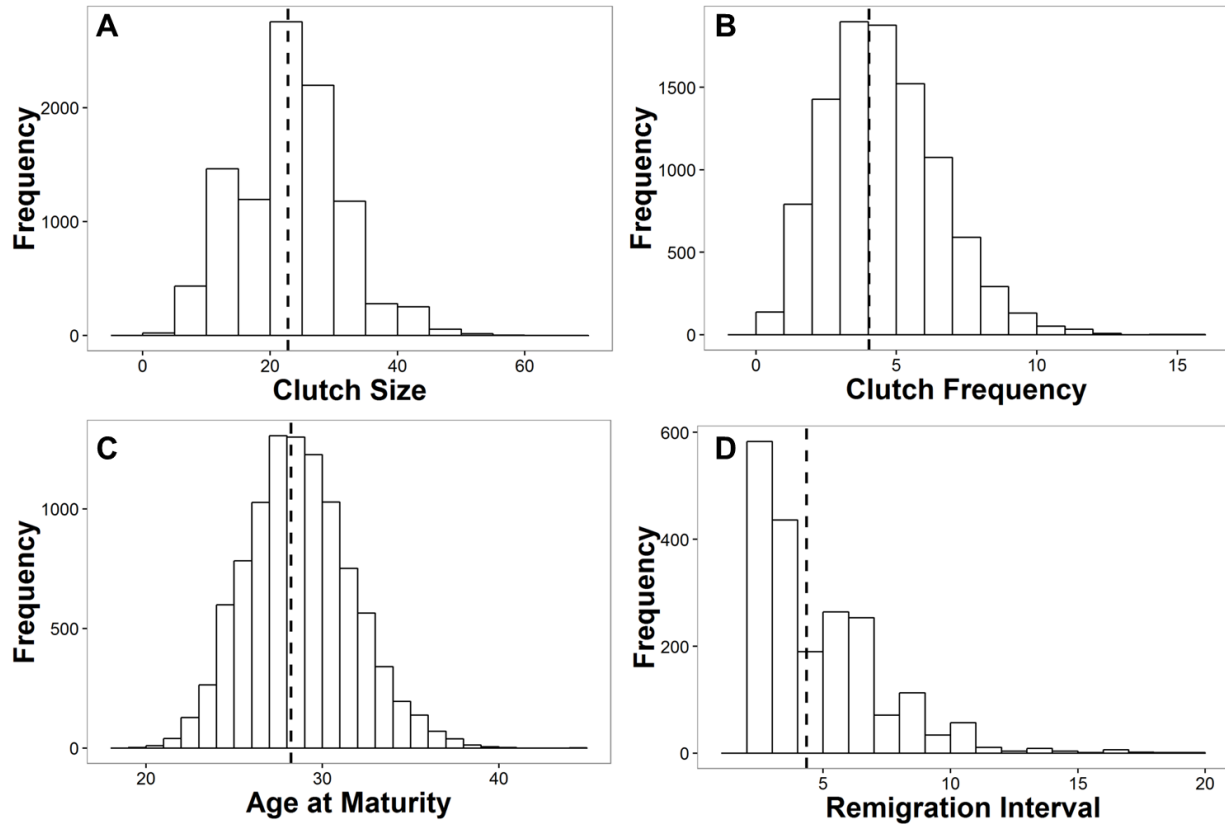 A
Frequency
2000
1000
0
0 20 40 60
Clutch Size
B
Frequency
1500
1000
500
0
0 5 10 15
Clutch Frequency
C
Frequency
1000
500
0
20 30 40
Age at Maturity
D
Frequency
600
400
200
0
5 10 15 20
Remigration Interval